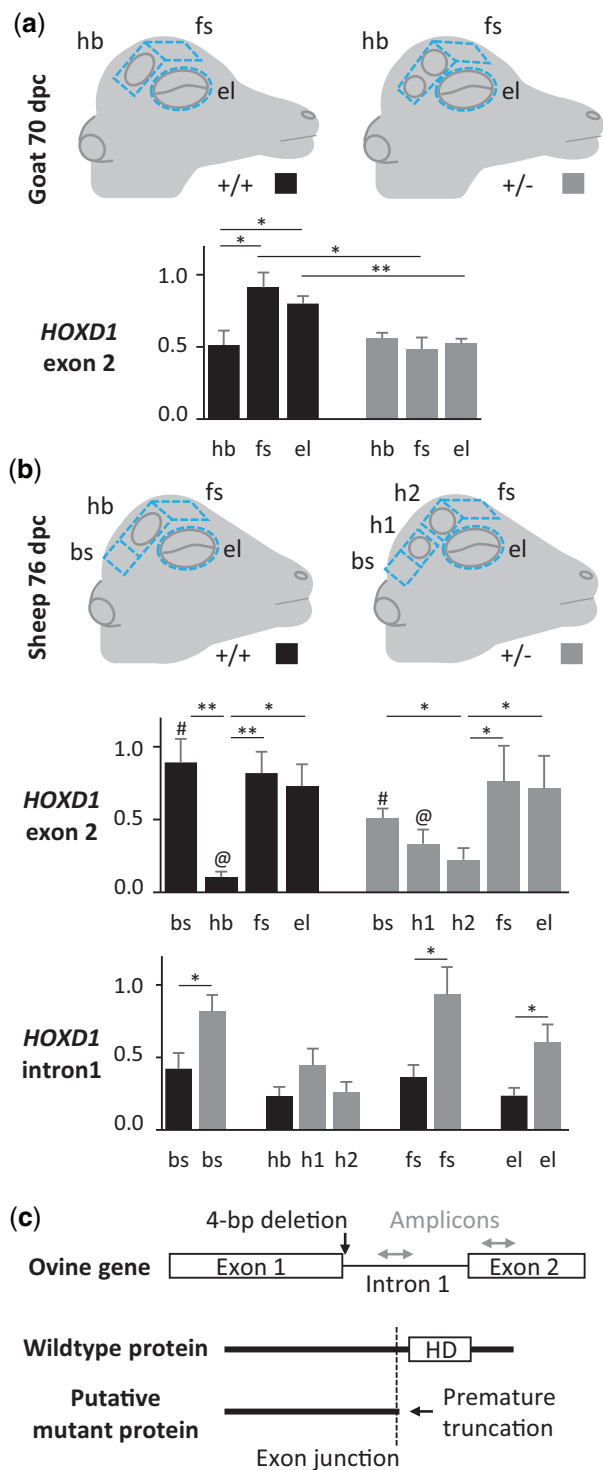 (a)
fs
hb
hb
fs
el
el
Goat 70 dpc
+/+
+/-
*
*
*
**
1.0
0.5
0.0
HOXD1
exon 2
hb fs el
hb fs el
(b)
h2
fs
hb
fs
h1
bs
el
bs
el
Sheep 76 dpc
+/+
+/-
** *
* *
# **
*
1.0
0.5
0.0
HOXD1
exon 2
@
# @
bs hb fs el
bs h1 h2 fs el
*
*
*
1.0
0.5
0.0
HOXD1
intron1
bs bs
hb h1 h2
fs fs
el el
(c)
4-bp deletion
Amplicons
Ovine gene
Exon 1
Intron 1
Exon 2
Wildtype protein
HD
Putative
mutant protein
Premature
truncation
Exon junction